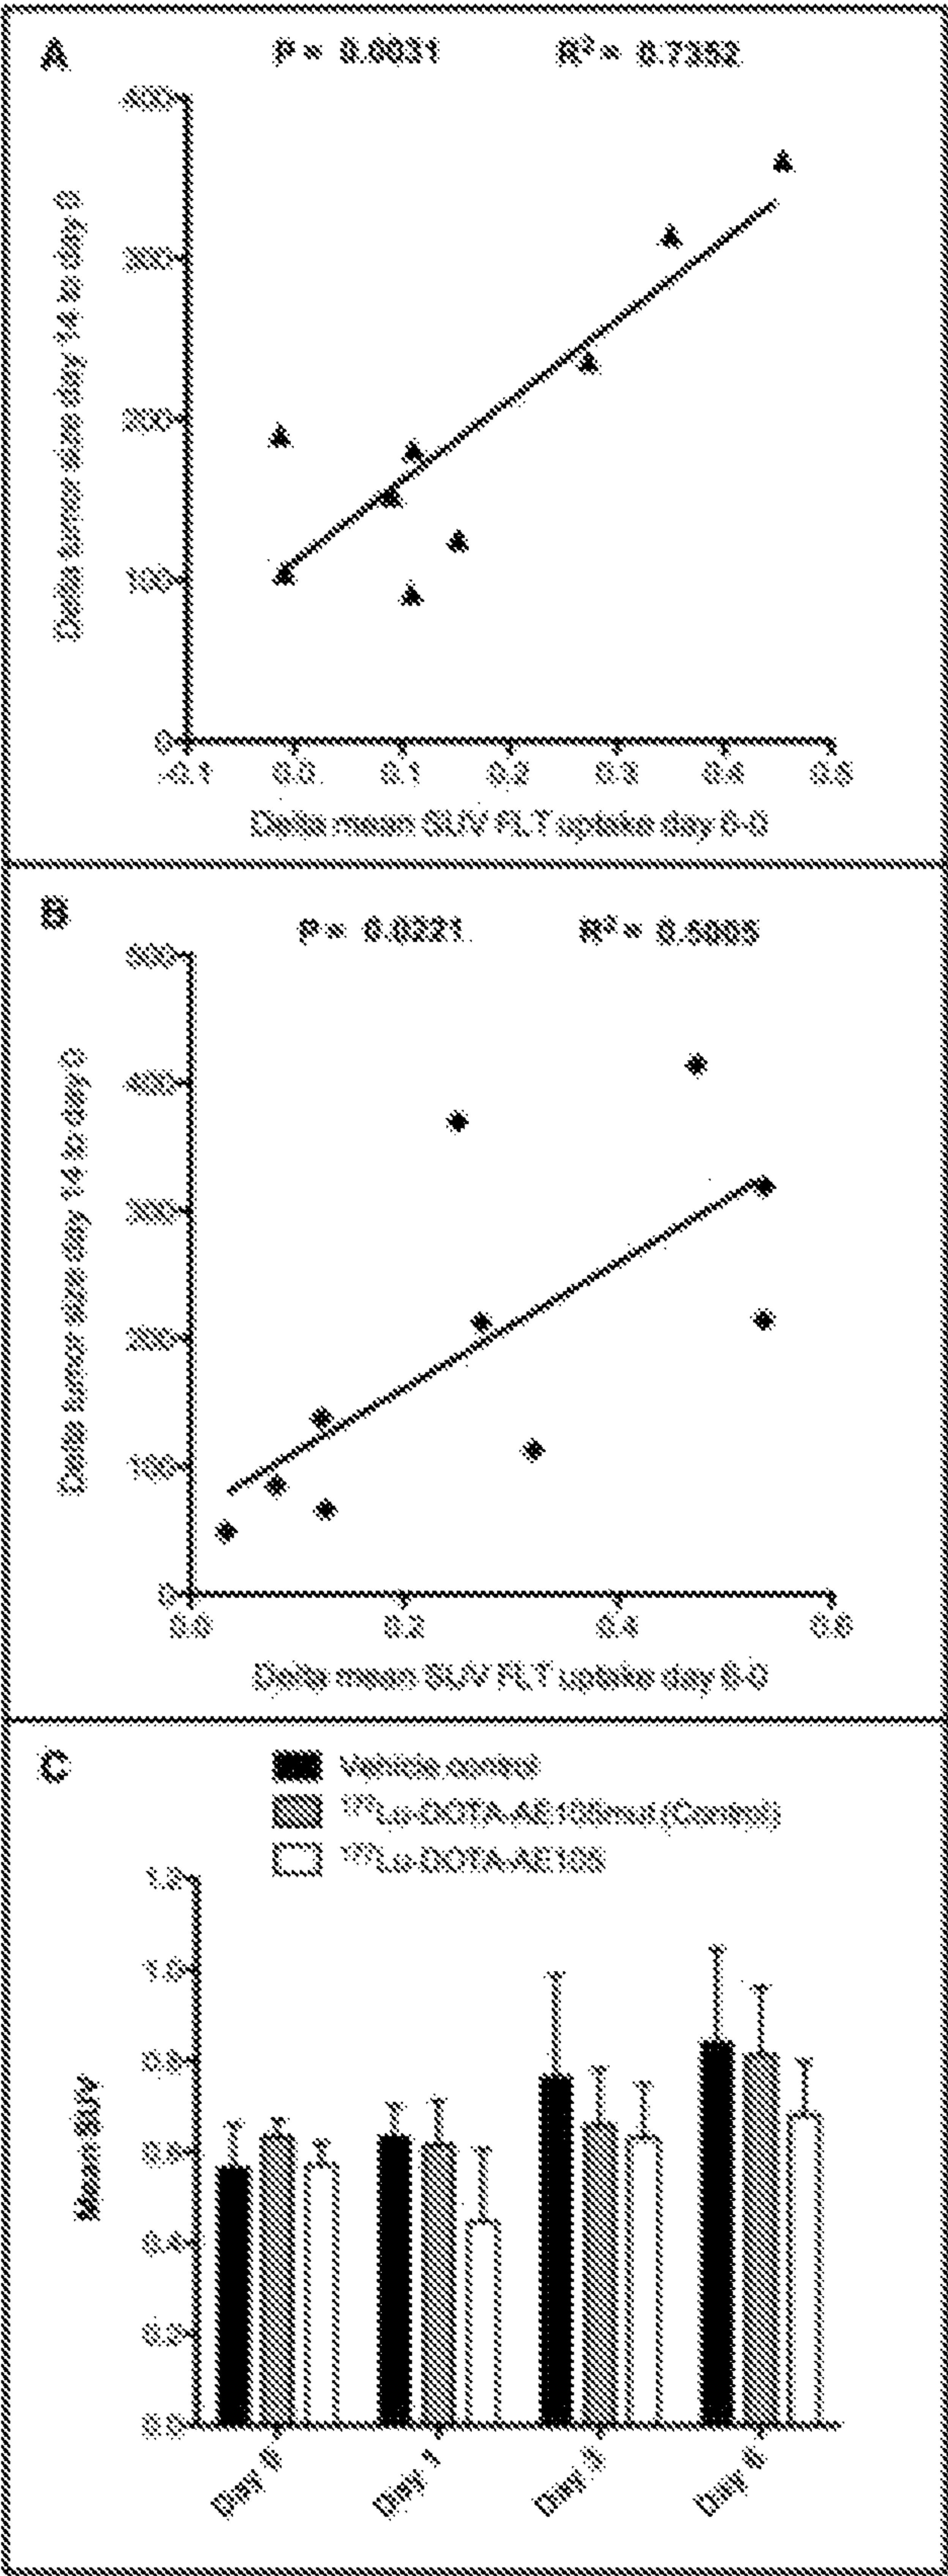 A
P = 0.0031 R² = 0.7352
400
300
200
100
0
Delta tumor size day 14 to day 0
-0.1 0.0 0.1 0.2 0.3 0.4 0.5
Delta mean SUV FLT uptake day 6-0
B
P = 0.0221 R² = 0.5005
500
400
300
200
100
0
Delta tumor size day 14 to day 0
0.0 0.2 0.4 0.6
Delta mean SUV FLT uptake day 6-0
C
Vehicle control
¹⁷⁷Lu-DOTA-AE105mut (Control)
¹⁷⁷Lu-DOTA-AE105
1.2
1.0
0.8
0.6
0.4
0.2
0.0
Mean SUV
Day 0 Day 1 Day 3 Day 6